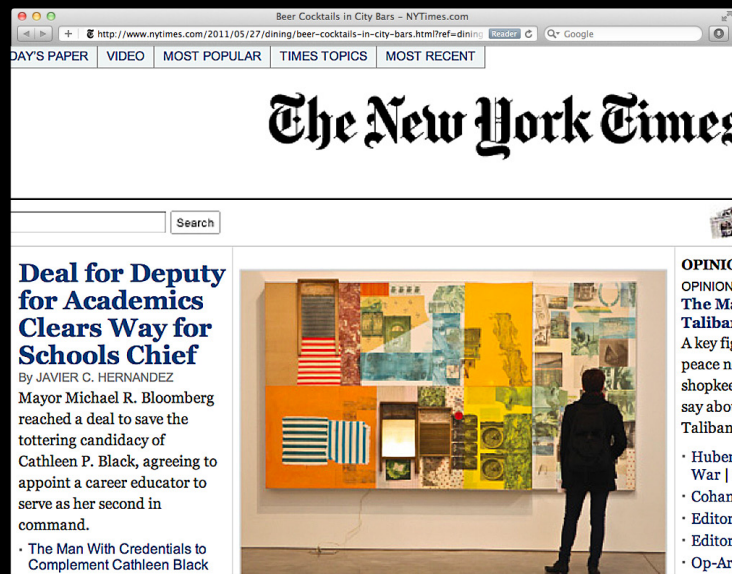 Beer Cocktails in City Bars – NYTimes.com
http://www.nytimes.com/2011/05/27/dining/beer-cocktails-in-city-bars.html?ref=dining Reader Google
DAY'S PAPER VIDEO MOST POPULAR TIMES TOPICS MOST RECENT
The New York Times
Search
Deal for Deputy
for Academics
Clears Way for
Schools Chief
By JAVIER C. HERNANDEZ
Mayor Michael R. Bloomberg
reached a deal to save the
tottering candidacy of
Cathleen P. Black, agreeing to
appoint a career educator to
serve as her second in
command.
The Man With Credentials to
Complement Cathleen Black
OPINIO
OPINION
The Ma
Taliban
A key fig
peace n
shopkee
say abou
Taliban
Huber
War |
Cohan
Editor
Editor
Op-Ar